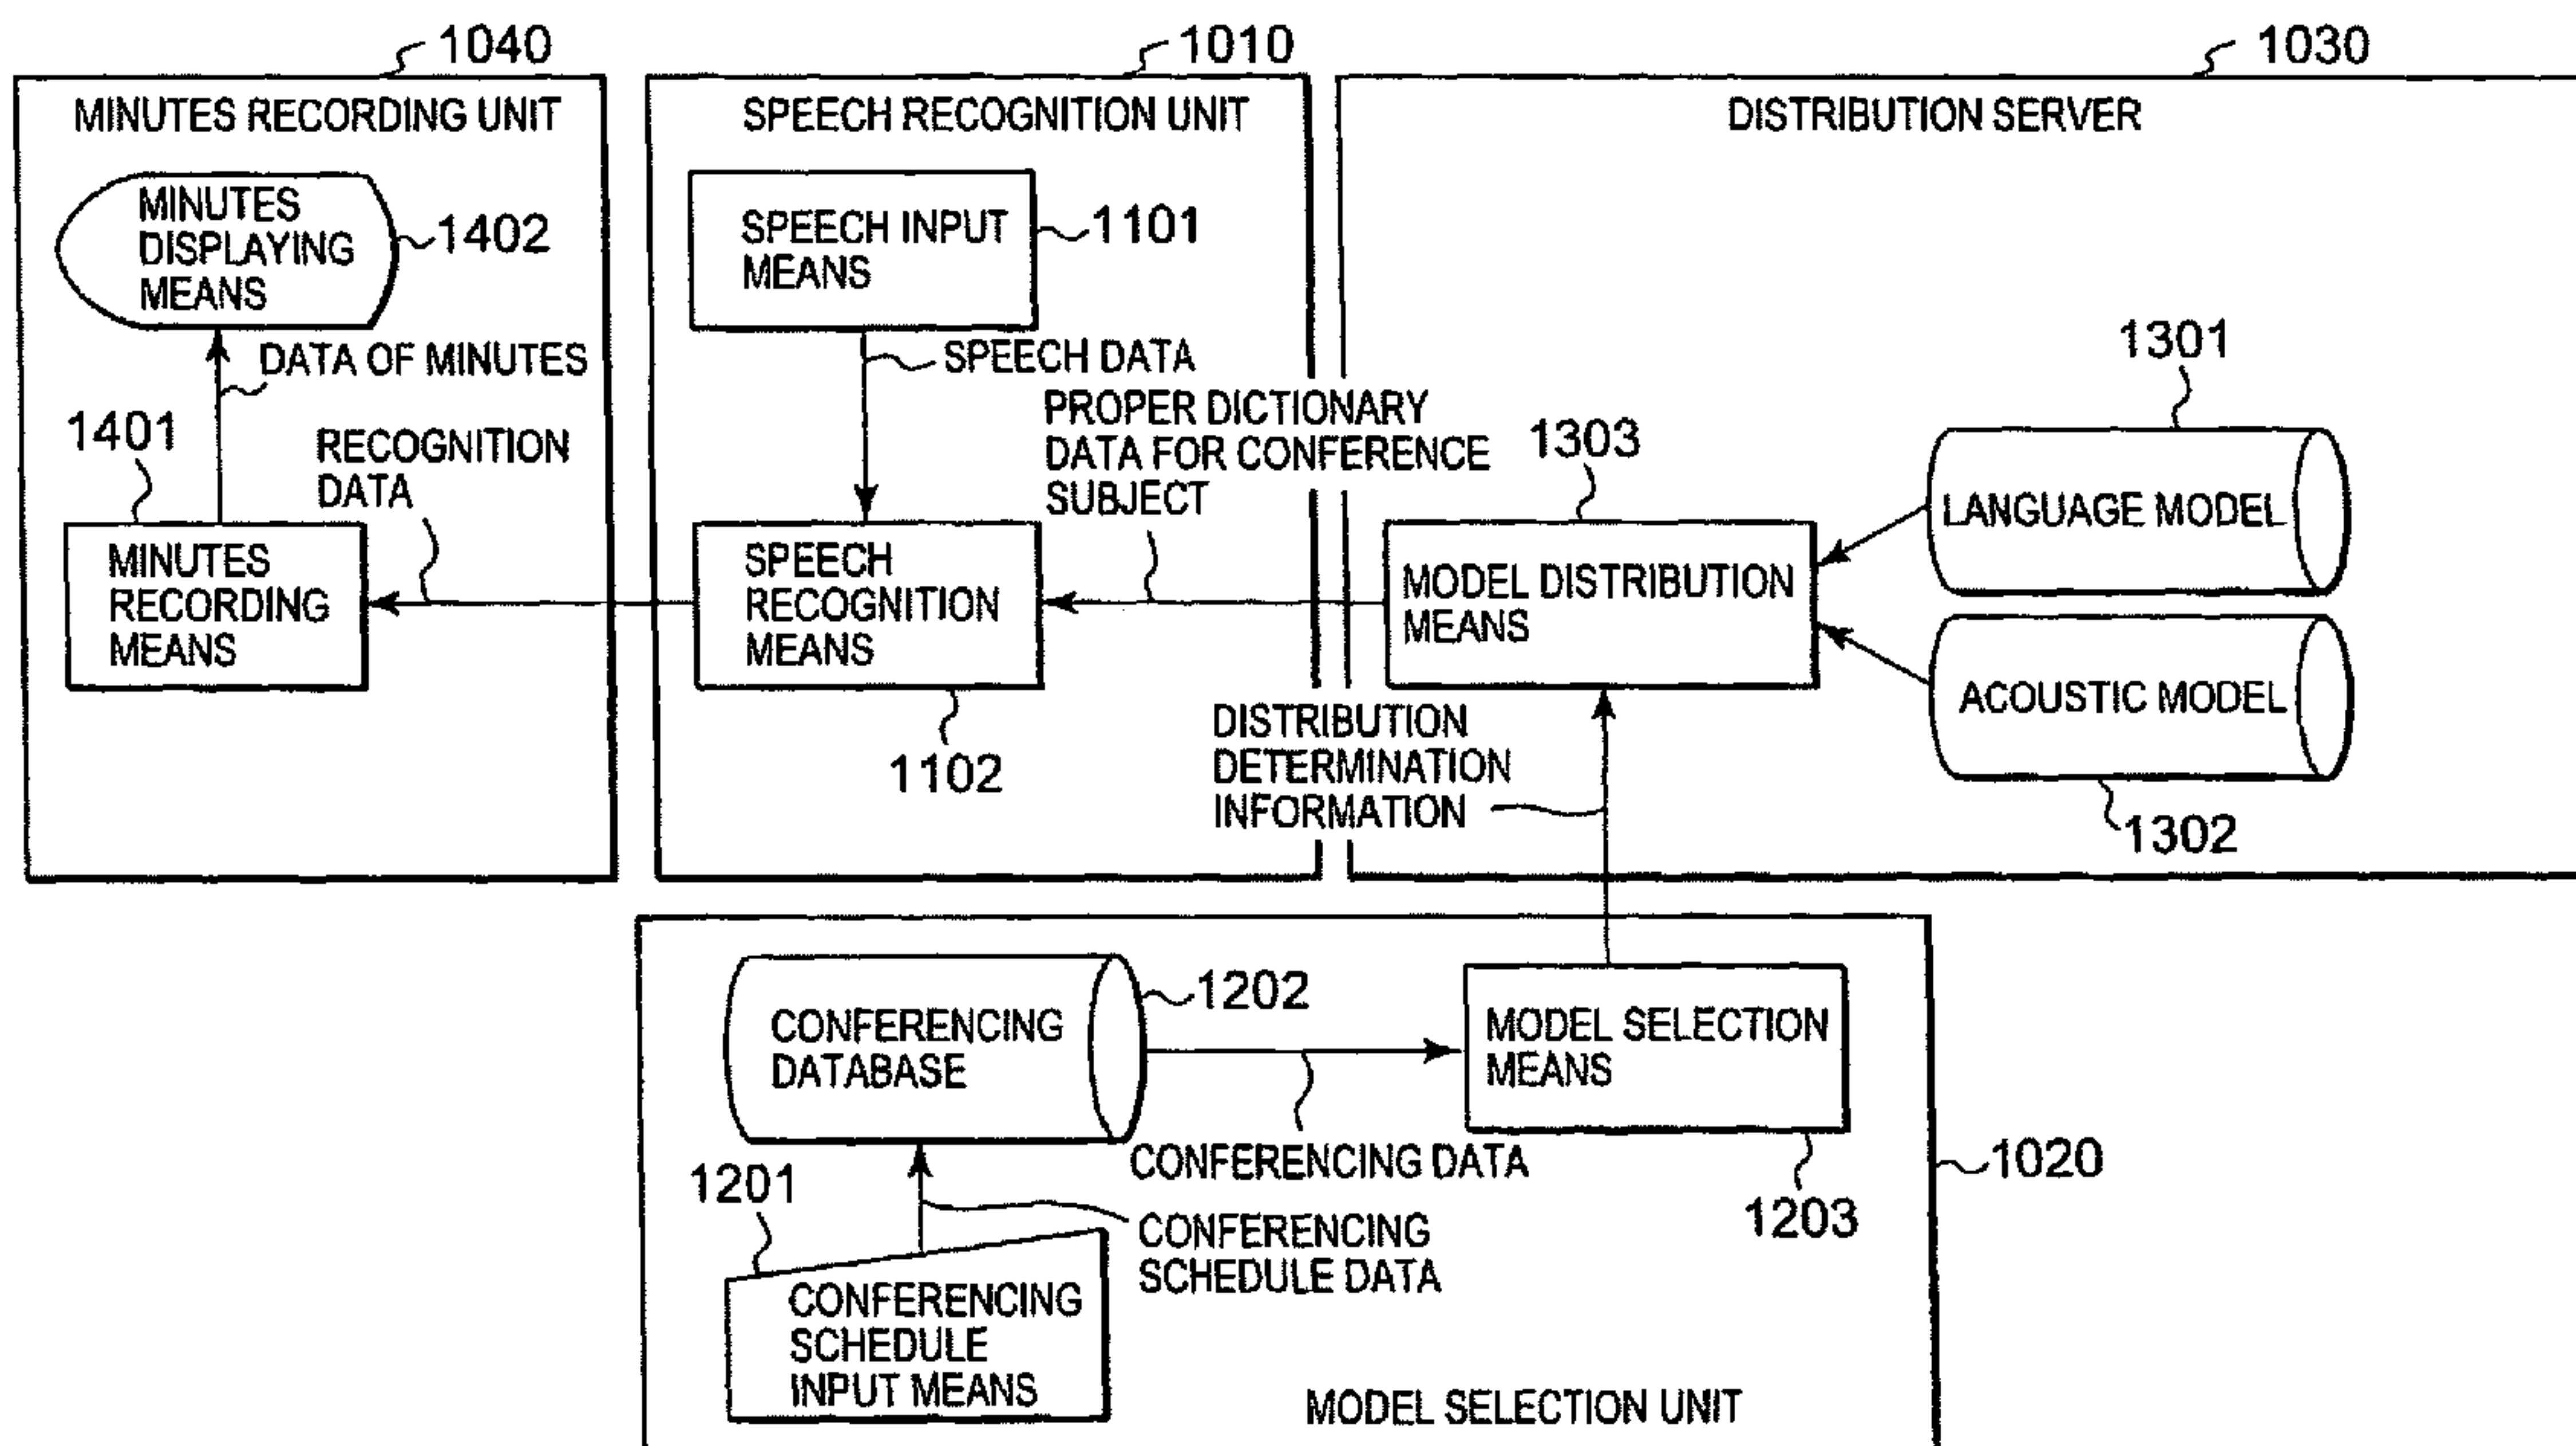 1040
1010
1030
MINUTES RECORDING UNIT
SPEECH RECOGNITION UNIT
DISTRIBUTION SERVER
MINUTES
DISPLAYING
MEANS
1402
SPEECH INPUT
MEANS
1101
DATA OF MINUTES
SPEECH DATA
1301
1401
RECOGNITION
DATA
PROPER DICTIONARY
DATA FOR CONFERENCE
SUBJECT
1303
LANGUAGE MODEL
MINUTES
RECORDING
MEANS
SPEECH
RECOGNITION
MEANS
MODEL DISTRIBUTION
MEANS
ACOUSTIC MODEL
1102
DISTRIBUTION
DETERMINATION
INFORMATION
1302
CONFERENCING
DATABASE
1202
MODEL SELECTION
MEANS
CONFERENCING DATA
1020
1201
1203
CONFERENCING
SCHEDULE DATA
CONFERENCING
SCHEDULE
INPUT MEANS
MODEL SELECTION UNIT